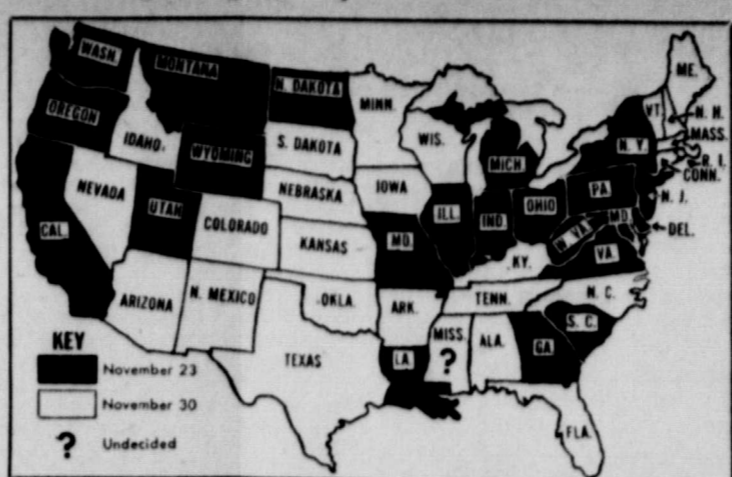 WASH.
MONTANA
N. DAKOTA
MINN.
ME.
OREGON
IDAHO
WYOMING
S. DAKOTA
WIS.
MICH
N. Y.
VT.
N. H.
MASS.
R. I.
CONN.
NEVADA
UTAH
COLORADO
NEBRASKA
IOWA
ILL.
IND
OHIO
PA.
N. J.
CAL.
KANSAS
MO.
KY.
W. VA.
MD.
DEL.
VA.
ARIZONA
N. MEXICO
OKLA.
ARK.
TENN.
N. C.
S. C.
TEXAS
LA.
MISS.
?
ALA.
GA.
FLA.
KEY
November 23
November 30
? Undecided